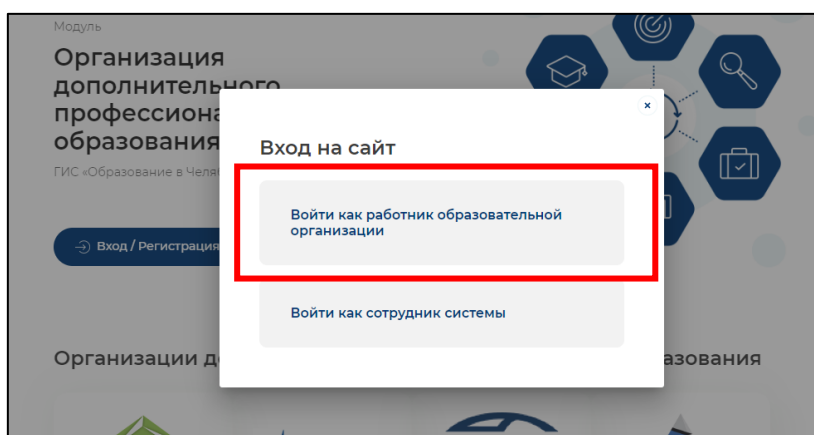 Модуль
Организация
дополнительного
профессиона
образования
ГИС «Образование в Челя
Вход / Регистрация
×
Вход на сайт
Войти как работник образовательной
организации
Войти как сотрудник системы
Организации д
азования